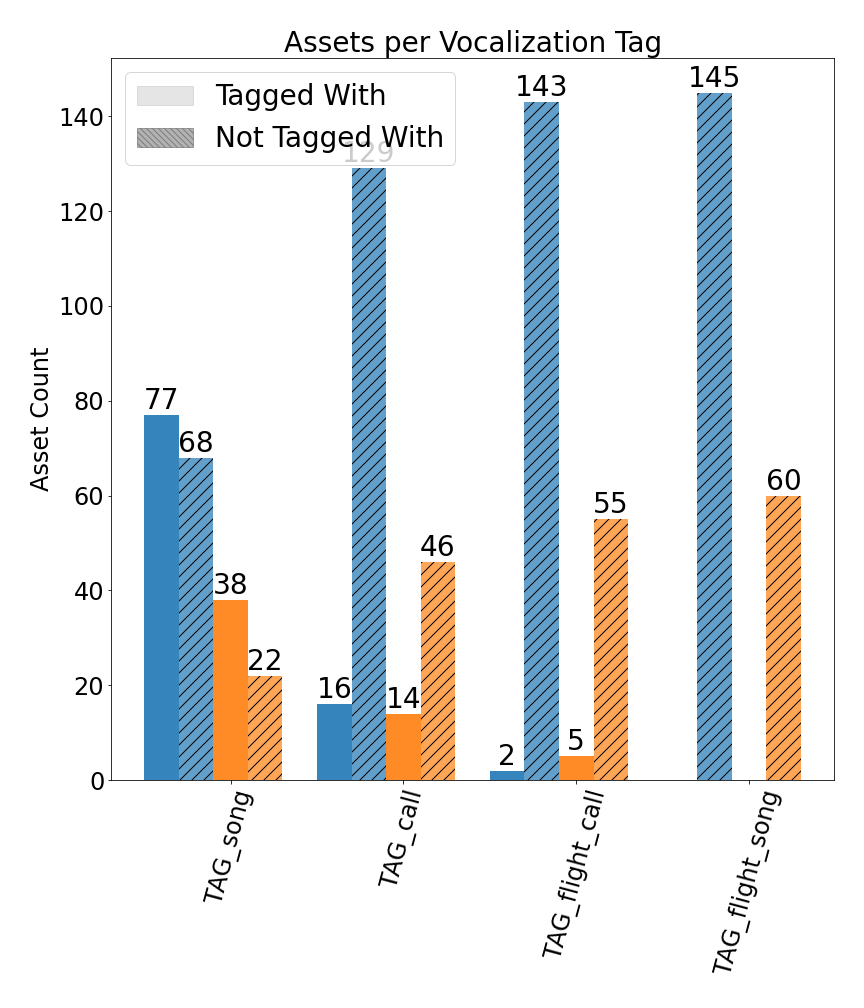 Assets per Vocalization Tag
Tagged With
Not Tagged With
129
143
145
140
120
100
80
60
40
20
0
Asset Count
77
68
38
22
16
14
46
2
5
55
60
TAG_song
TAG_call
TAG_flight_call
TAG_flight_song